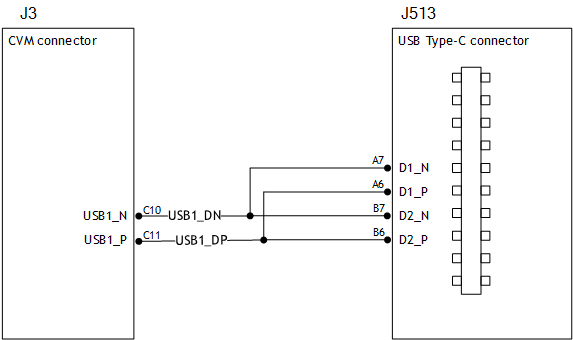 J3
J513
CVM connector
USB Type-C connector
A7
D1_N
A6
D1_P
USB1_N
C10
USB1_DN
B7
D2_N
USB1_P
C11
USB1_DP
B6
D2_P